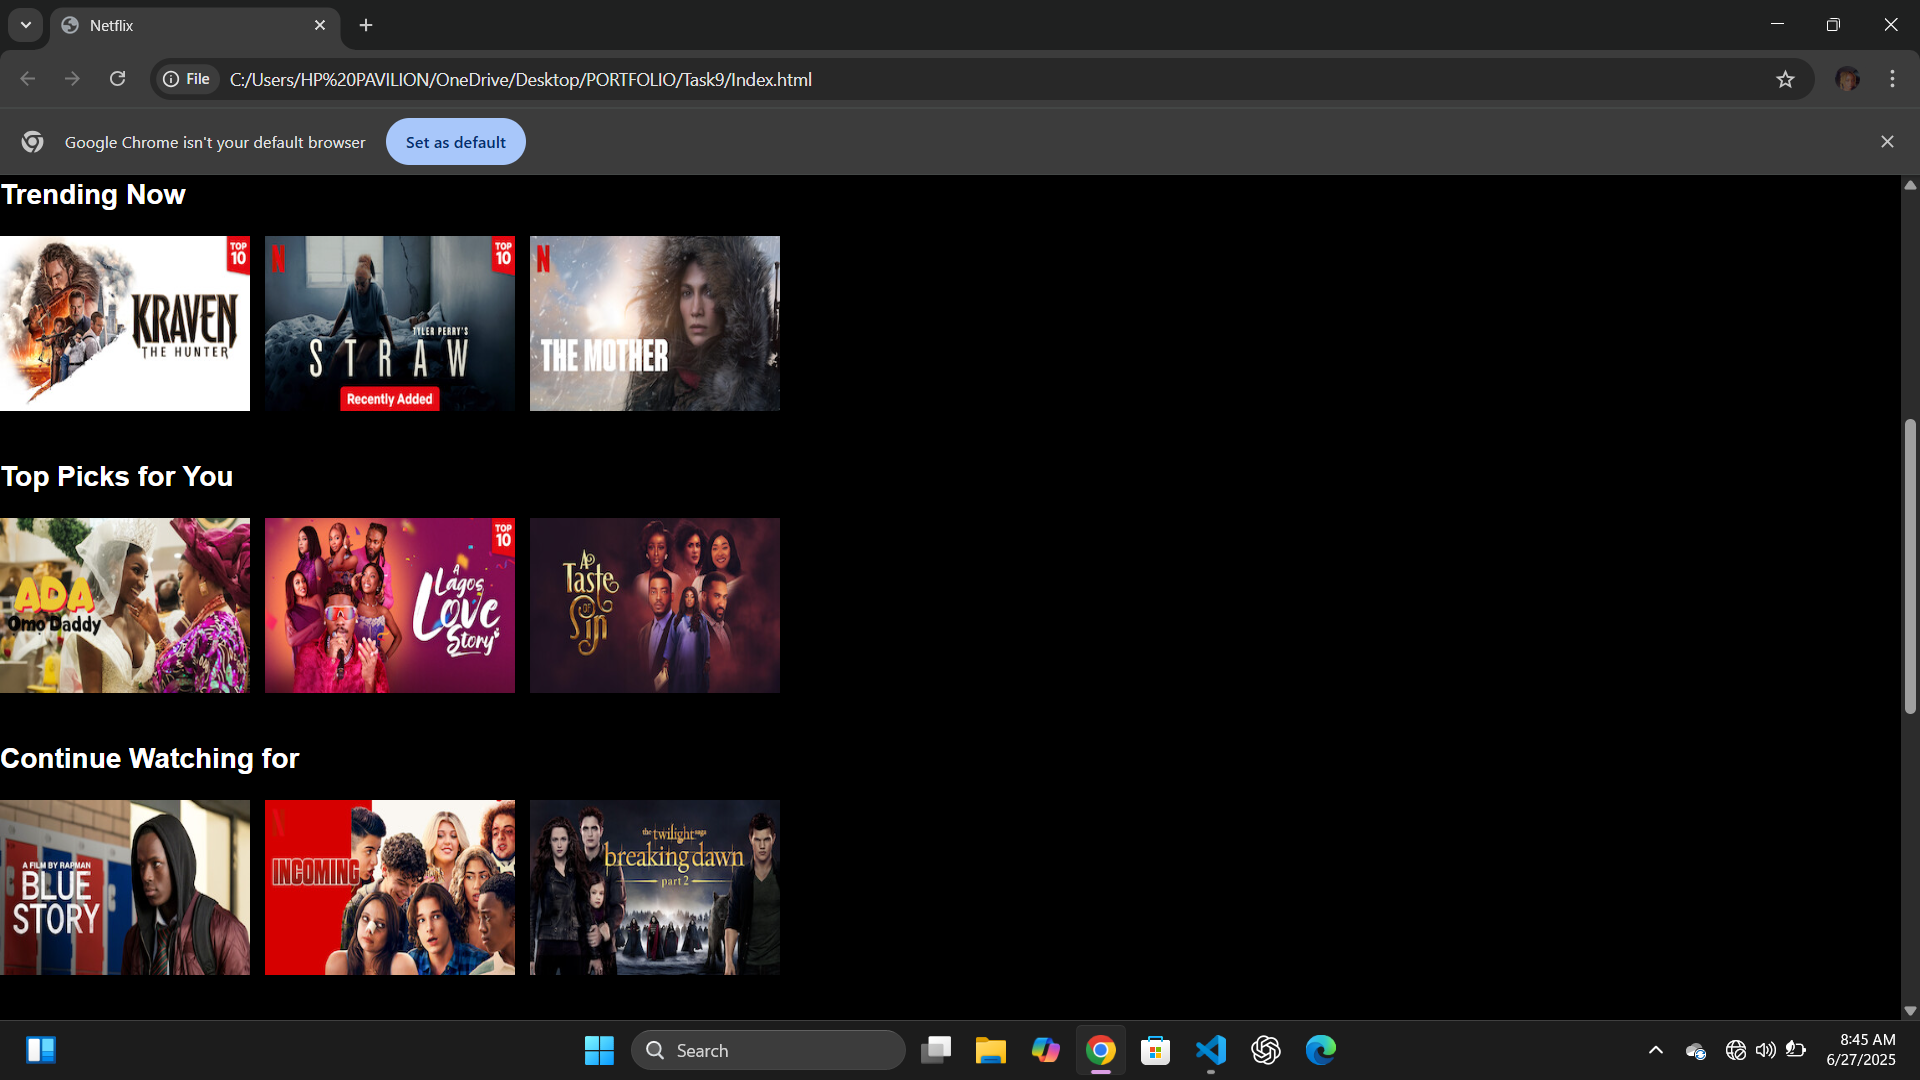 Netflix
File
C:/Users/HP%20PAVILION/OneDrive/Desktop/PORTFOLIO/Task9/Index.html
Google Chrome isn't your default browser
Set as default
Trending Now
TOP
10
KRAVEN
THE HUNTER
N
TOP
10
TYLER PERRY'S
STRAW
Recently Added
N
THE MOTHER
Top Picks for You
ADA
Omo Daddy
TOP
10
A
Lagos
Love
Story
A
Taste
OF
Sin
Continue Watching for
A FILM BY RAPMAN
BLUE
STORY
N
INCOMING
the twilight saga
breaking dawn
part 2
Search
8:45 AM
6/27/2025